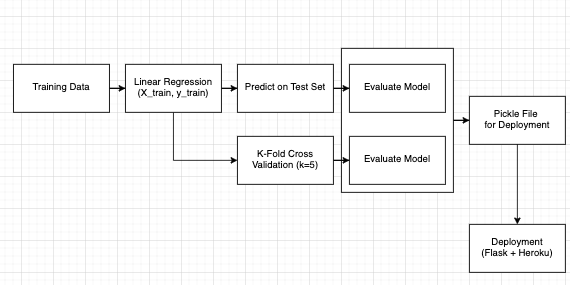 Training Data
Linear Regression
(X_train, y_train)
Predict on Test Set
Evaluate Model
K-Fold Cross
Validation (k=5)
Evaluate Model
Pickle File
for Deployment
Deployment
(Flask + Heroku)